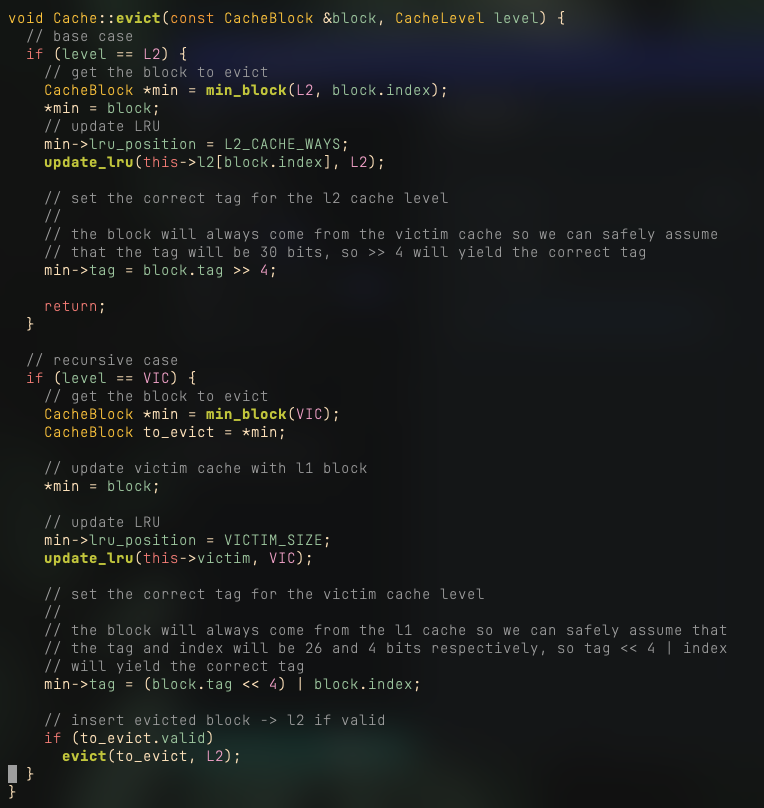 void Cache::evict(const CacheBlock &block, CacheLevel level) {
  // base case
  if (level == L2) {
    // get the block to evict
    CacheBlock *min = min_block(L2, block.index);
    *min = block;
    // update LRU
    min->lru_position = L2_CACHE_WAYS;
    update_lru(this->l2[block.index], L2);

    // set the correct tag for the l2 cache level
    //
    // the block will always come from the victim cache so we can safely assume
    // that the tag will be 30 bits, so >> 4 will yield the correct tag
    min->tag = block.tag >> 4;

    return;
  }

  // recursive case
  if (level == VIC) {
    // get the block to evict
    CacheBlock *min = min_block(VIC);
    CacheBlock to_evict = *min;

    // update victim cache with l1 block
    *min = block;

    // update LRU
    min->lru_position = VICTIM_SIZE;
    update_lru(this->victim, VIC);

    // set the correct tag for the victim cache level
    //
    // the block will always come from the l1 cache so we can safely assume that
    // the tag and index will be 26 and 4 bits respectively, so tag << 4 | index
    // will yield the correct tag
    min->tag = (block.tag << 4) | block.index;

    // insert evicted block -> l2 if valid
    if (to_evict.valid)
      evict(to_evict, L2);
  }
}